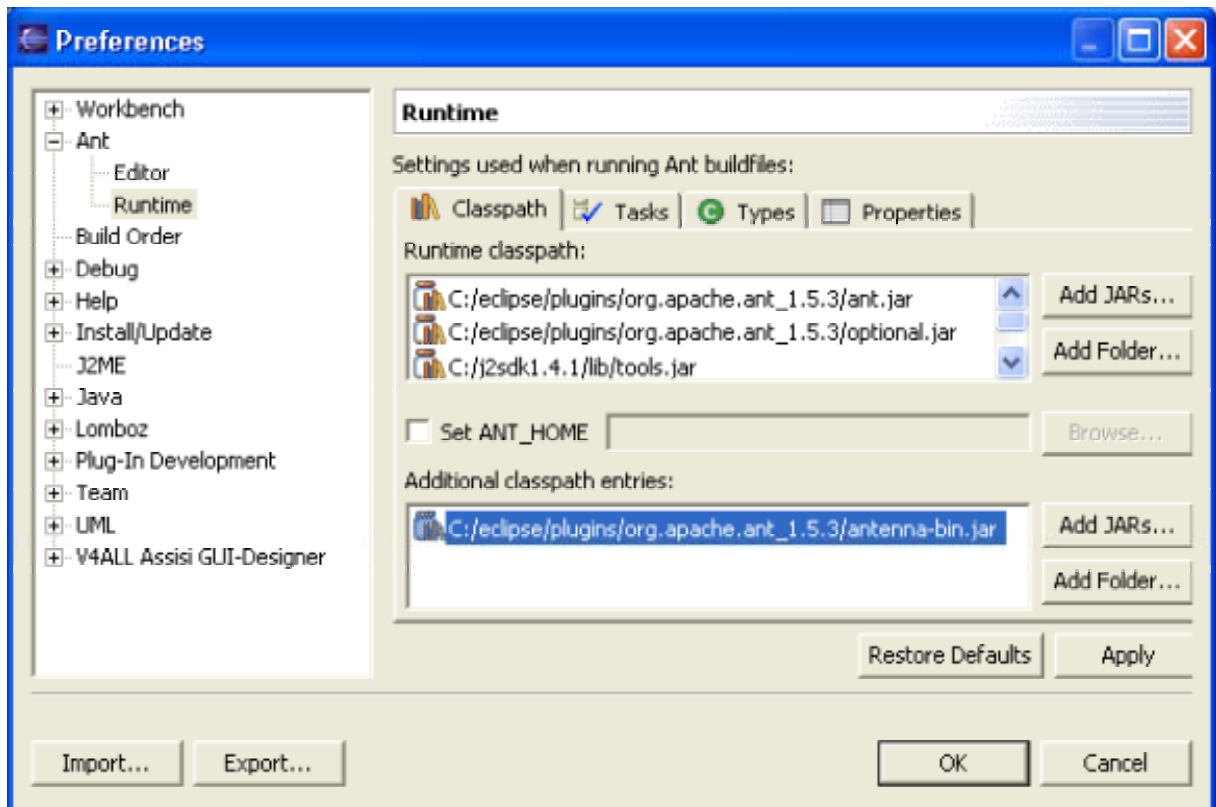 Preferences
Workbench
Ant
Editor
Runtime
Build Order
Debug
Help
Install/Update
J2ME
Java
Lomboz
Plug-In Development
Team
UML
V4ALL Assisi GUI-Designer
Runtime
Settings used when running Ant buildfiles:
Classpath Tasks Types Properties
Runtime classpath:
C:/eclipse/plugins/org.apache.ant_1.5.3/ant.jar
C:/eclipse/plugins/org.apache.ant_1.5.3/optional.jar
C:/j2sdk1.4.1/lib/tools.jar
Add JARs...
Add Folder...
Set ANT_HOME
Browse...
Additional classpath entries:
C:/eclipse/plugins/org.apache.ant_1.5.3/antenna-bin.jar
Add JARs...
Add Folder...
Restore Defaults Apply
Import... Export... OK Cancel